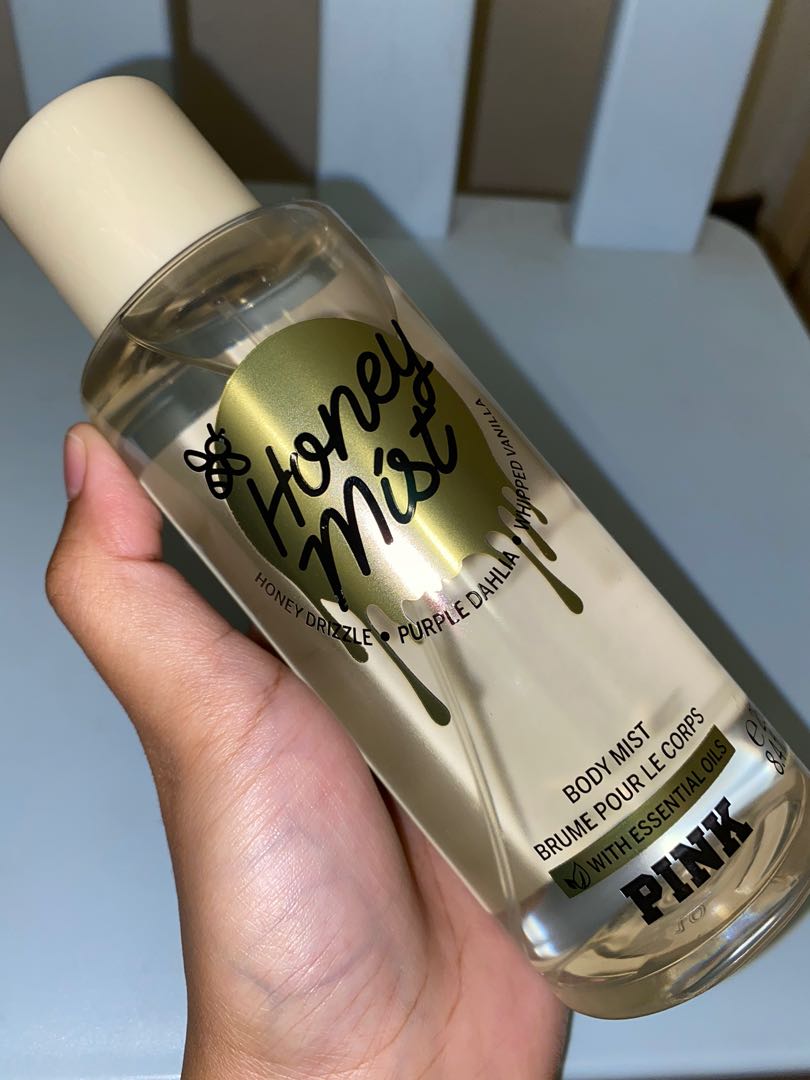 Honey
Mist
HONEY DRIZZLE • PURPLE DAHLIA • WHIPPED VANILLA
BODY MIST
BRUME POUR LE CORPS
WITH ESSENTIAL OILS
PINK